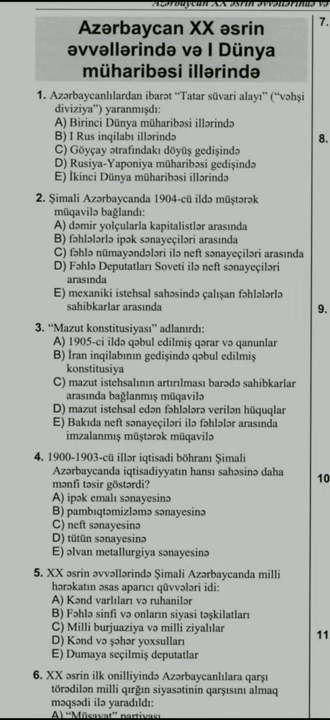 Azərbaycan XX əsrin əvvəllərində və
Azərbaycan XX əsrin
əvvəllərində və I Dünya
müharibəsi illərində
1. Azərbaycanlılardan ibarət “Tatar süvari alayı” (“vəhşi
diviziya”) yaranmışdı:
A) Birinci Dünya müharibəsi illərində
B) I Rus inqilabı illərində
C) Göyçay ətrafındakı döyüş gedişində
D) Rusiya-Yaponiya müharibəsi gedişində
E) İkinci Dünya müharibəsi illərində
2. Şimali Azərbaycanda 1904-cü ildə müştərək
müqavilə bağlandı:
A) dəmir yolçularla kapitalistlər arasında
B) fəhlələrlə ipək sənayeçiləri arasında
C) fəhlə nümayəndələri ilə neft sənayeçiləri arasında
D) Fəhlə Deputatları Soveti ilə neft sənayeçiləri
arasında
E) mexaniki istehsal sahəsində çalışan fəhlələrlə
sahibkarlar arasında
3. “Mazut konstitusiyası” adlanırdı:
A) 1905-ci ildə qəbul edilmiş qərar və qanunlar
B) İran inqilabının gedişində qəbul edilmiş
konstitusiya
C) mazut istehsalının artırılması barədə sahibkarlar
arasında bağlanmış müqavilə
D) mazut istehsal edən fəhlələrə verilən hüquqlar
E) Bakıda neft sənayeçiləri ilə fəhlələr arasında
imzalanmış müştərək müqavilə
4. 1900-1903-cü illər iqtisadi böhranı Şimali
Azərbaycanda iqtisadiyyatın hansı sahəsinə daha
mənfi təsir göstərdi?
A) ipək emalı sənayesinə
B) pambıqtəmizləmə sənayesinə
C) neft sənayesinə
D) tütün sənayesinə
E) əlvan metallurgiya sənayesinə
5. XX əsrin əvvəllərində Şimali Azərbaycanda milli
hərəkatın əsas aparıcı qüvvələri idi:
A) Kənd varlıları və ruhanilər
B) Fəhlə sinfi və onların siyasi təşkilatları
C) Milli burjuaziya və milli ziyalılar
D) Kənd və şəhər yoxsulları
E) Dumaya seçilmiş deputatlar
6. XX əsrin ilk onilliyində Azərbaycanlılara qarşı
törədilən milli qırğın siyasətinin qarşısını almaq
məqsədi ilə yaradıldı:
A) “Müsavat” partiyası
7.
8.
9.
10
11